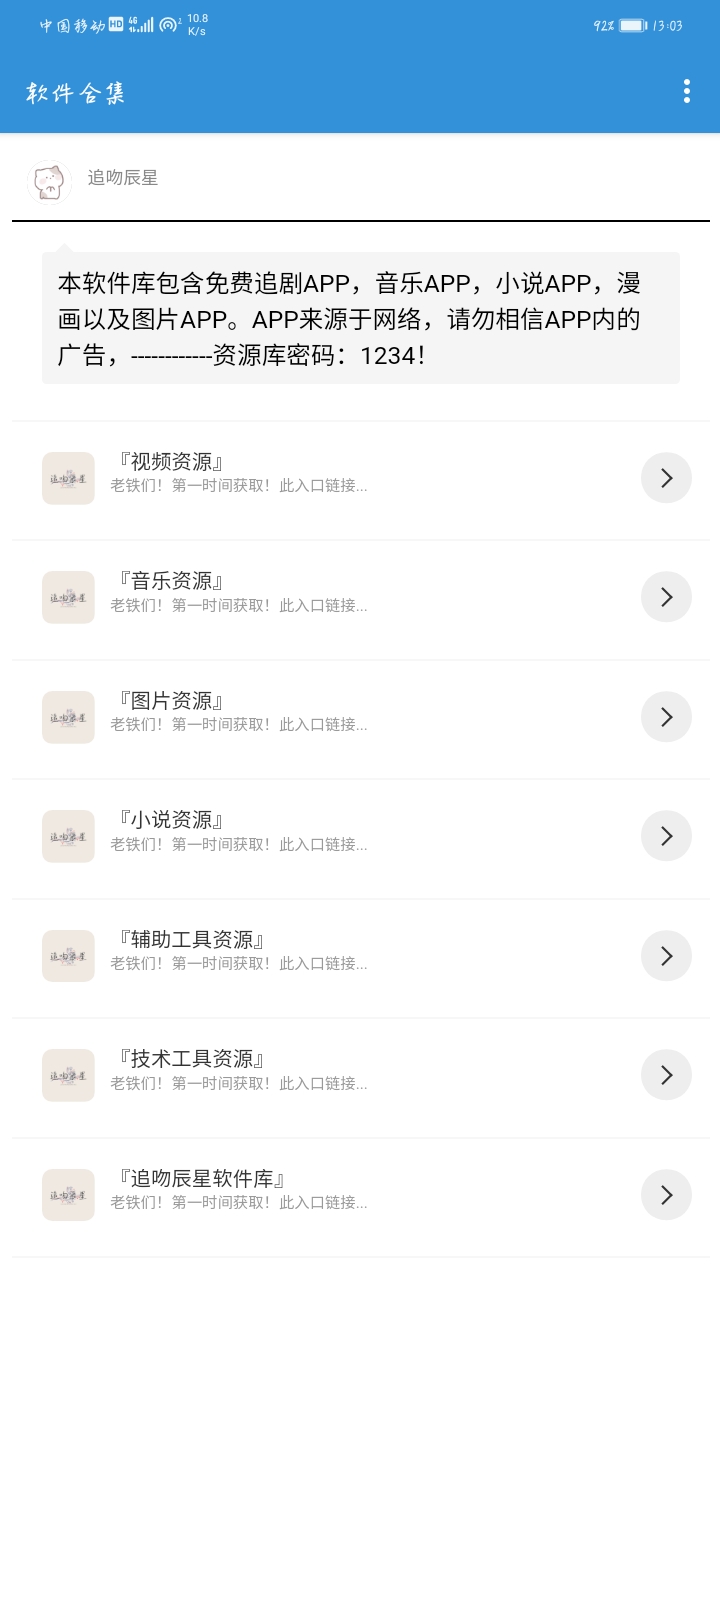 中国移动 HD 4G 10.8 K/s 92% 13:03
软件合集
追吻辰星
本软件库包含免费追剧APP，音乐APP，小说APP，漫
画以及图片APP。APP来源于网络，请勿相信APP内的
广告，------------资源库密码：1234！
『视频资源』
老铁们！第一时间获取！此入口链接...
追吻辰星
『音乐资源』
老铁们！第一时间获取！此入口链接...
追吻辰星
『图片资源』
老铁们！第一时间获取！此入口链接...
追吻辰星
『小说资源』
老铁们！第一时间获取！此入口链接...
追吻辰星
『辅助工具资源』
老铁们！第一时间获取！此入口链接...
追吻辰星
『技术工具资源』
老铁们！第一时间获取！此入口链接...
追吻辰星
『追吻辰星软件库』
老铁们！第一时间获取！此入口链接...
追吻辰星